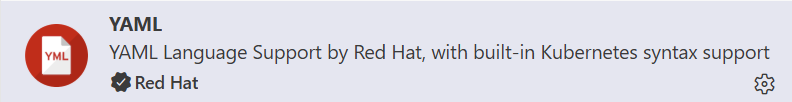 YAML
YML
YAML Language Support by Red Hat, with built-in Kubernetes syntax support
Red Hat